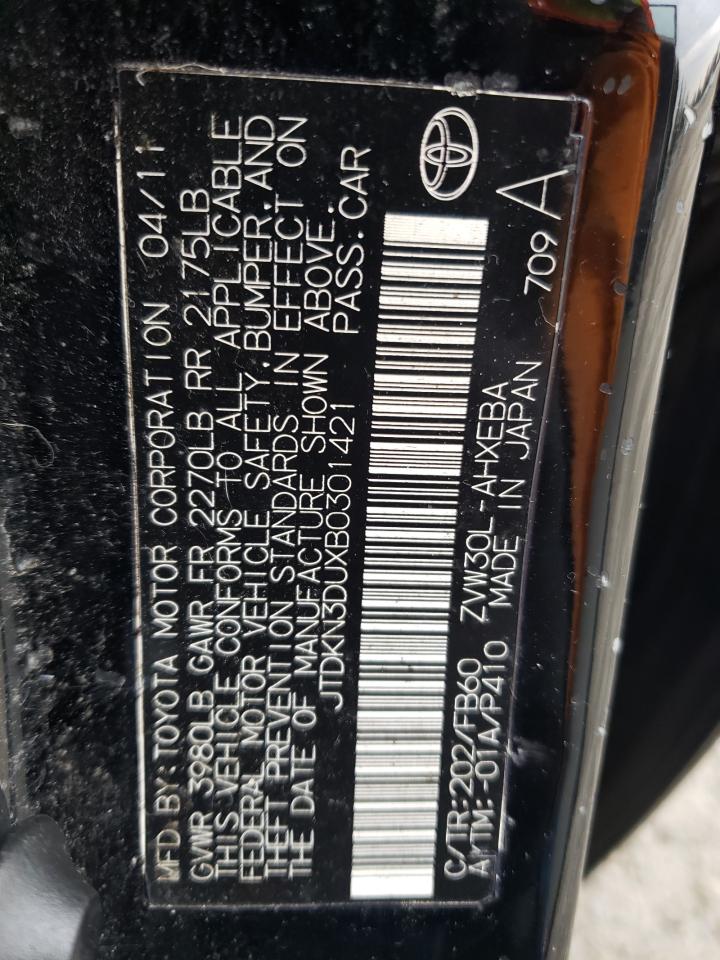 MFD. BY: TOYOTA MOTOR CORPORATION 04/11
GVWR 3980LB GAWR FR 2270LB RR 2175LB
THIS VEHICLE CONFORMS TO ALL APPLICABLE
FEDERAL MOTOR VEHICLE SAFETY, BUMPER, AND
THEFT PREVENTION STANDARDS IN EFFECT ON
THE DATE OF MANUFACTURE SHOWN ABOVE.
JTDKN3DUXB0301421 PASS. CAR
C/TR: 202/FB60 ZVW30L-AHXEBA
A/TM: -01A/P410 MADE IN JAPAN
709 A